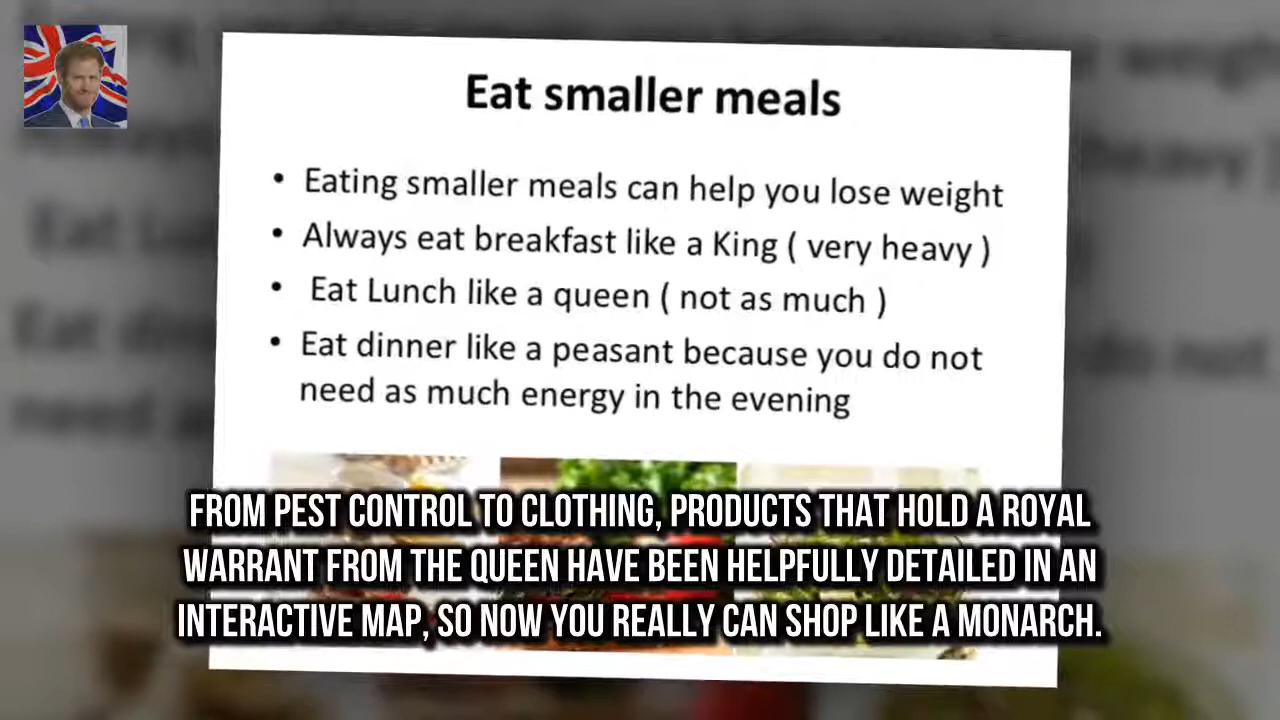 Eat smaller meals
• Eating smaller meals can help you lose weight
• Always eat breakfast like a King ( very heavy )
• Eat Lunch like a queen ( not as much )
• Eat dinner like a peasant because you do not
need as much energy in the evening
FROM PEST CONTROL TO CLOTHING, PRODUCTS THAT HOLD A ROYAL
WARRANT FROM THE QUEEN HAVE BEEN HELPFULLY DETAILED IN AN
INTERACTIVE MAP, SO NOW YOU REALLY CAN SHOP LIKE A MONARCH.